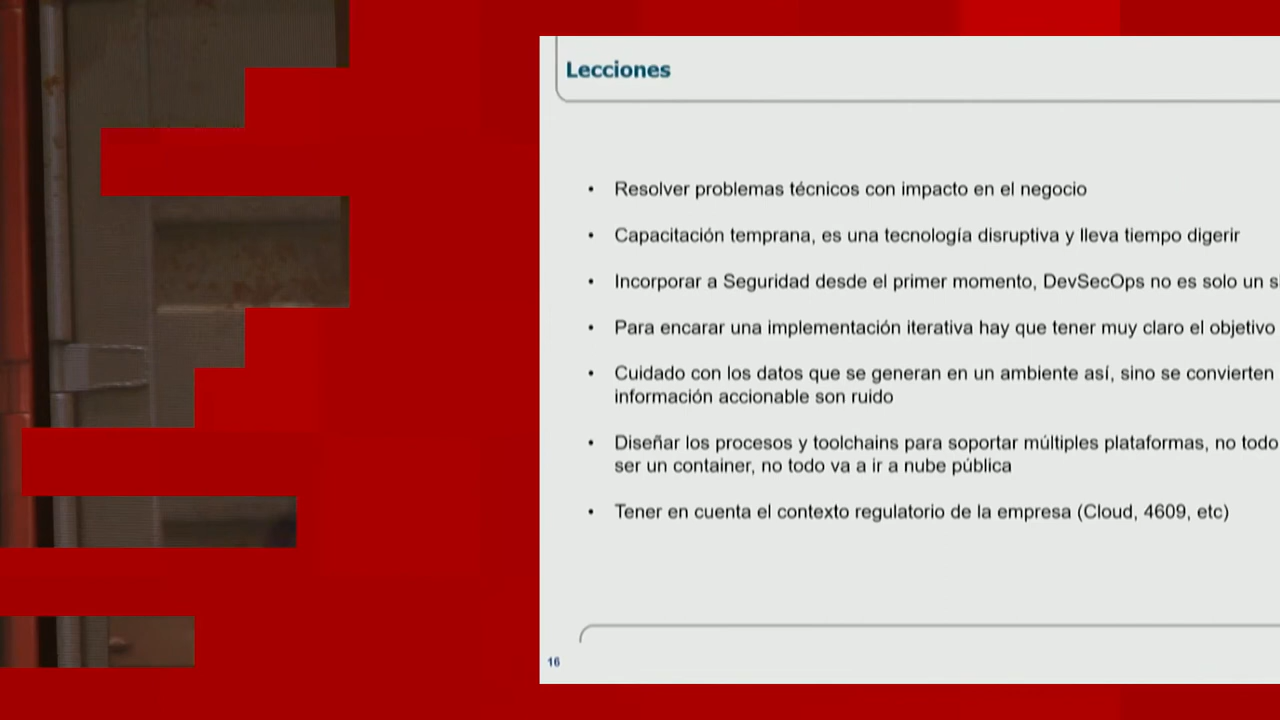 Lecciones
• Resolver problemas técnicos con impacto en el negocio
• Capacitación temprana, es una tecnología disruptiva y lleva tiempo digerir
• Incorporar a Seguridad desde el primer momento, DevSecOps no es solo un
• Para encarar una implementación iterativa hay que tener muy claro el objetivo
• Cuidado con los datos que se generan en un ambiente así, sino se convierten
información accionable son ruido
• Diseñar los procesos y toolchains para soportar múltiples plataformas, no todo
ser un container, no todo va a ir a nube pública
• Tener en cuenta el contexto regulatorio de la empresa (Cloud, 4609, etc)
16